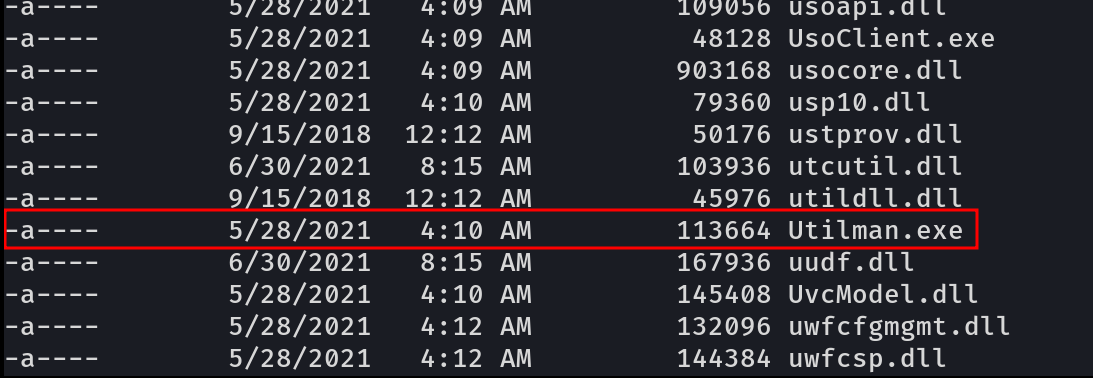 -a---- 5/28/2021 4:09 AM 109056 usoapi.dll
-a---- 5/28/2021 4:09 AM 48128 UsoClient.exe
-a---- 5/28/2021 4:09 AM 903168 usocore.dll
-a---- 5/28/2021 4:10 AM 79360 usp10.dll
-a---- 9/15/2018 12:12 AM 50176 ustprov.dll
-a---- 6/30/2021 8:15 AM 103936 utcutil.dll
-a---- 9/15/2018 12:12 AM 45976 utildll.dll
-a---- 5/28/2021 4:10 AM 113664 Utilman.exe
-a---- 6/30/2021 8:15 AM 167936 uudf.dll
-a---- 5/28/2021 4:10 AM 145408 UvcModel.dll
-a---- 5/28/2021 4:12 AM 132096 uwfcfgmgmt.dll
-a---- 5/28/2021 4:12 AM 144384 uwfcsp.dll